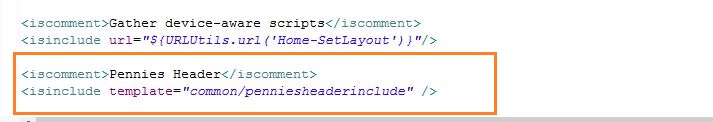 <iscomment>Gather device-aware scripts</iscomment>
<isinclude url="${URLUtils.url('Home-SetLayout')}"/>
<iscomment>Pennies Header</iscomment>
<isinclude template="common/penniesheaderinclude" />